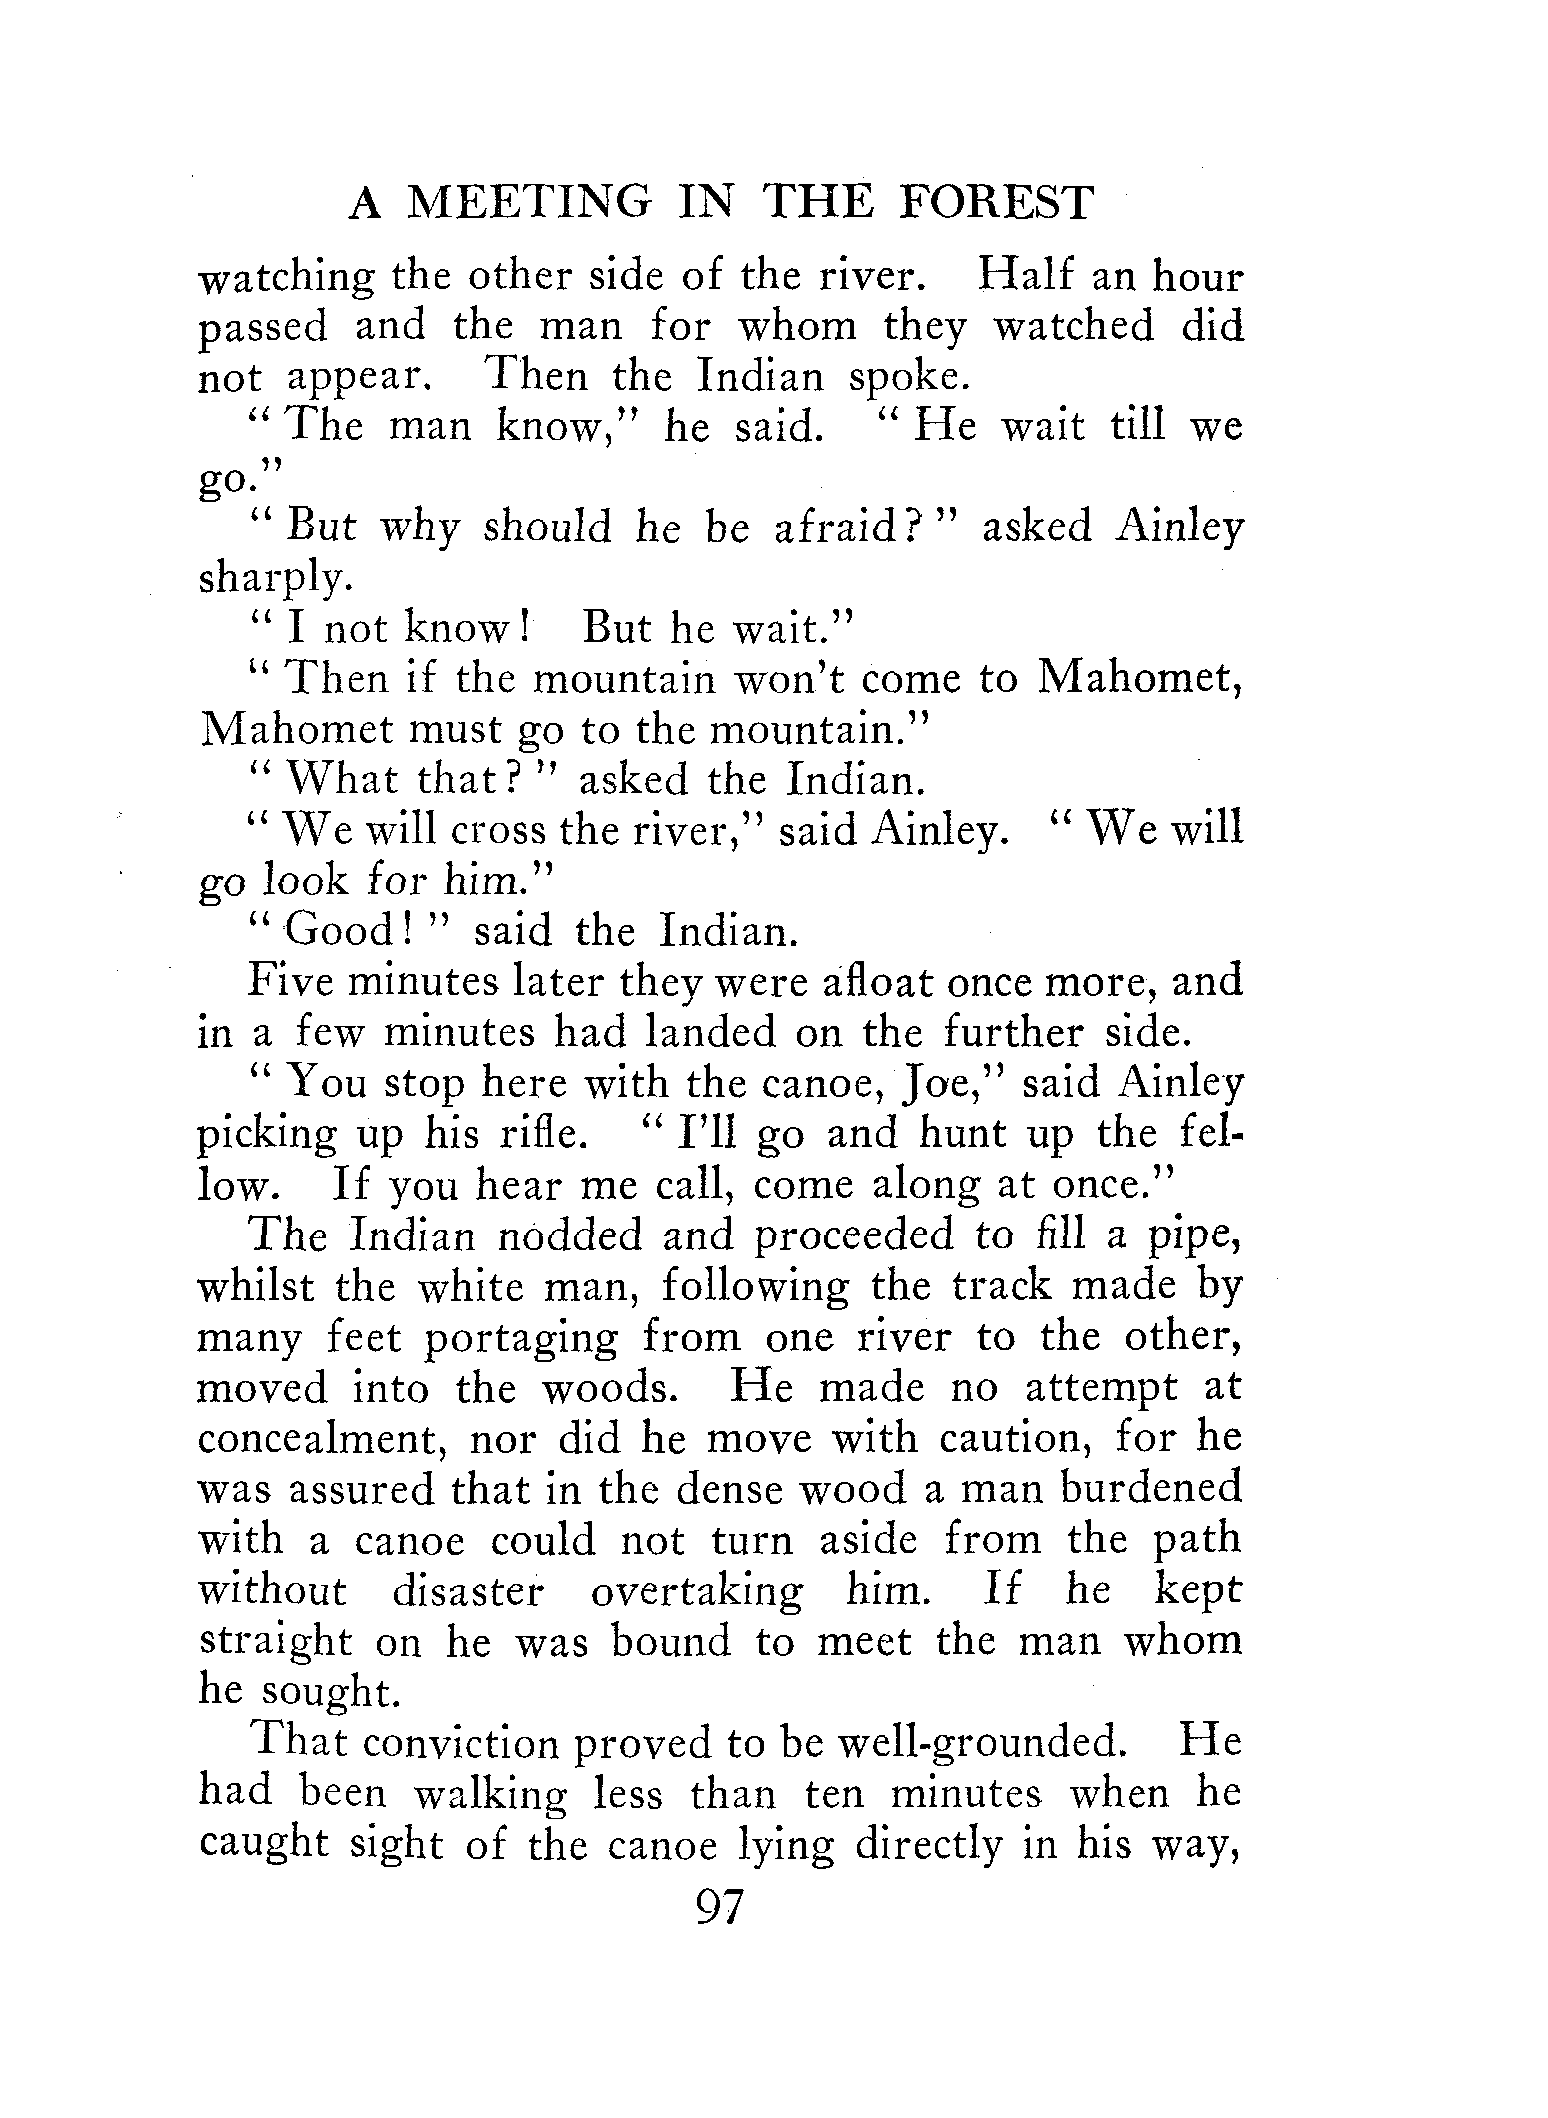 A MEETING IN THE FOREST
watching the other side of the river. Half an hour
passed and the man for whom they watched did
not appear. Then the Indian spoke.
“ The man know,” he said. “ He wait till we
go.”
“ But why should he be afraid? ” asked Ainley
sharply.
“ I not know! But he wait.”
“ Then if the mountain won't come to Mahomet,
Mahomet must go to the mountain.”
“ What that? ” asked the Indian.
“ We will cross the river,” said Ainley. “ We will
go look for him.”
“ Good! ” said the Indian.
Five minutes later they were afloat once more, and
in a few minutes had landed on the further side.
“ You stop here with the canoe, Joe,” said Ainley
picking up his rifle. “ I'll go and hunt up the fel-
low. If you hear me call, come along at once.”
The Indian nodded and proceeded to fill a pipe,
whilst the white man, following the track made by
many feet portaging from one river to the other,
moved into the woods. He made no attempt at
concealment, nor did he move with caution, for he
was assured that in the dense wood a man burdened
with a canoe could not turn aside from the path
without disaster overtaking him. If he kept
straight on he was bound to meet the man whom
he sought.
That conviction proved to be well-grounded. He
had been walking less than ten minutes when he
caught sight of the canoe lying directly in his way,
97